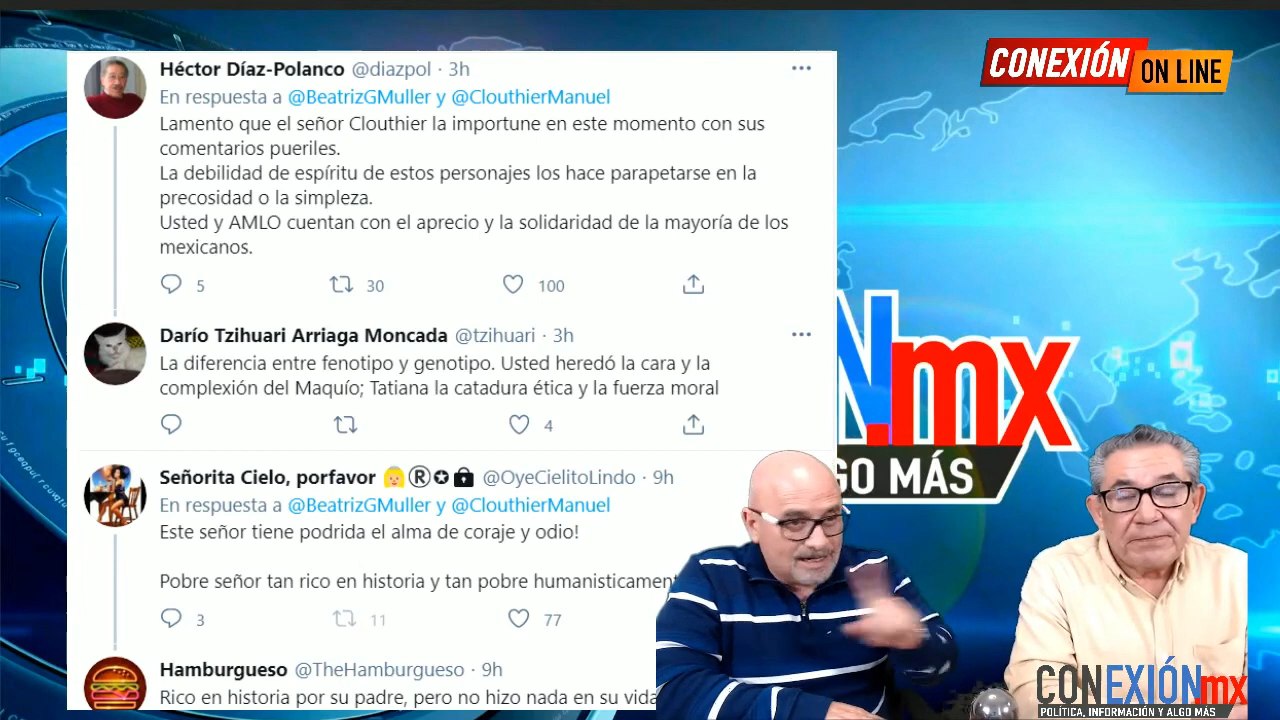 Héctor Díaz-Polanco @diazpol · 3h
En respuesta a @BeatrizGMuller y @ClouthierManuel
Lamento que el señor Clouthier la importune en este momento con sus
comentarios pueriles.
La debilidad de espíritu de estos personajes los hace parapetarse en la
precosidad o la simpleza.
Usted y AMLO cuentan con el aprecio y la solidaridad de la mayoría de los
mexicanos.
5 30 100
Darío Tzihuari Arriaga Moncada @tzihuari · 3h
La diferencia entre fenotipo y genotipo. Usted heredó la cara y la
complexión del Maquío; Tatiana la catadura ética y la fuerza moral
4
Señorita Cielo, porfavor 👱‍♀️®✪ @OyeCielitoLindo · 9h
En respuesta a @BeatrizGMuller y @ClouthierManuel
Este señor tiene podrida el alma de coraje y odio!
Pobre señor tan rico en historia y tan pobre
3 11 77
Hamburgueso @TheHamburgueso · 9h
Rico en historia por su padre, pero no hizo nada en su vida
CONEXIÓN
ON LINE
N.mx
GO MÁS
CONEXIÓN.mx
POLÍTICA, INFORMACIÓN Y ALGO MÁS